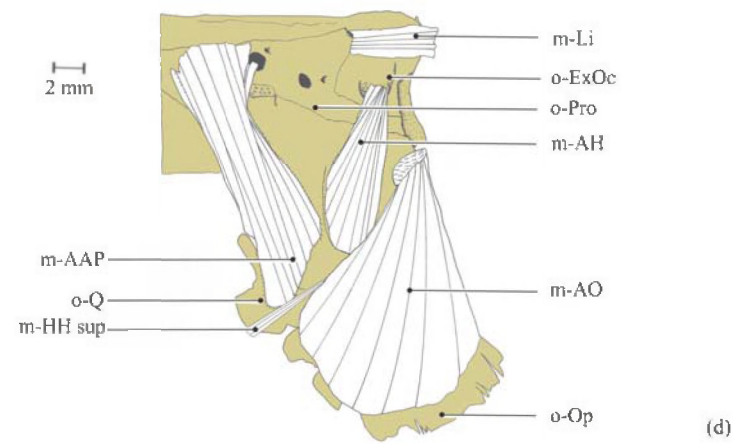 m-Li
2 mm
o-ExOc
o-Pro
m-AH
m-AAP
o-Q
m-HH sup
m-AO
o-Op
(d)